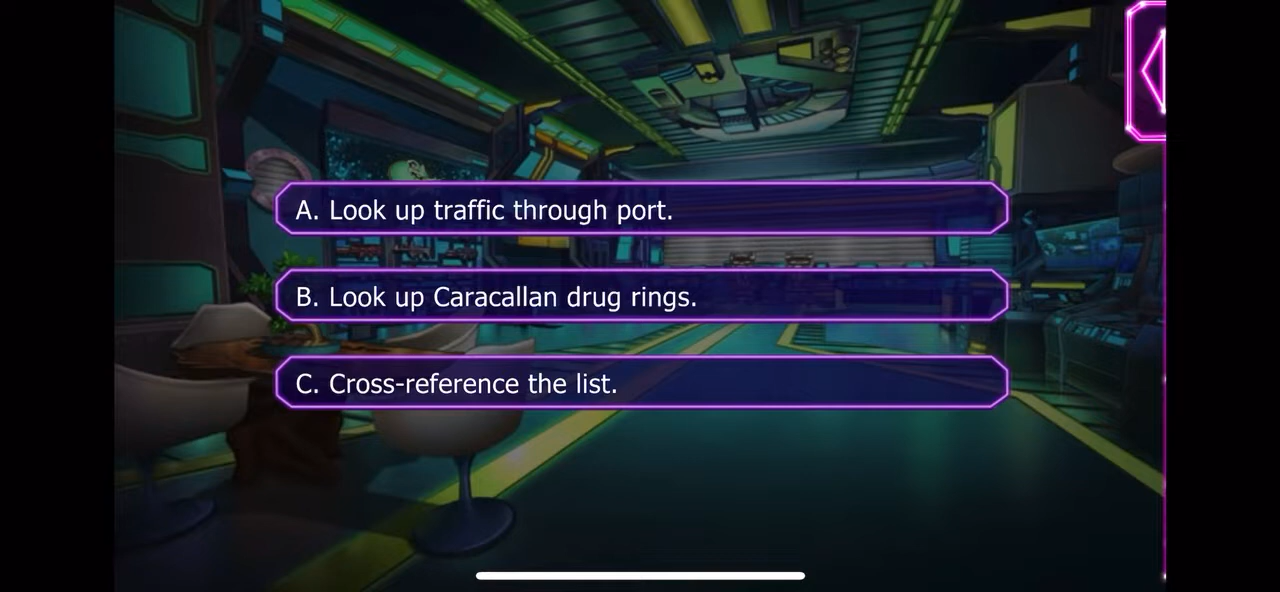 A. Look up traffic through port.
B. Look up Caracallan drug rings.
C. Cross-reference the list.